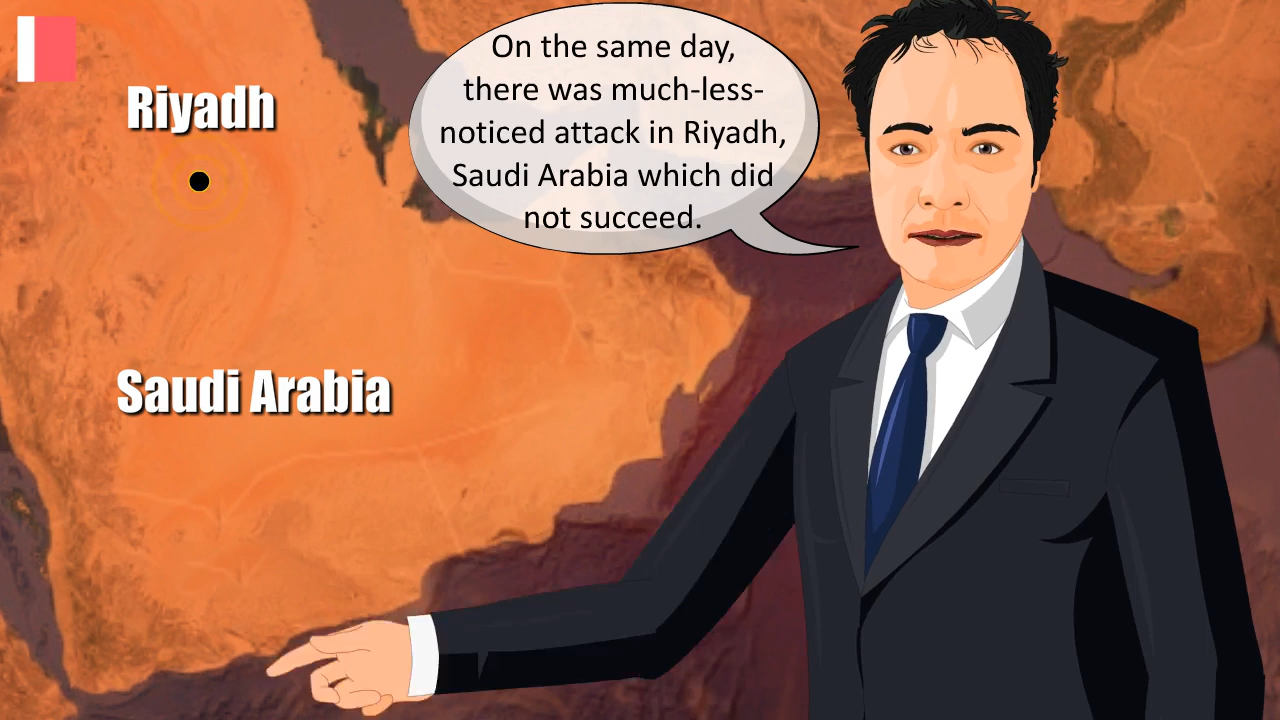 Riyadh
On the same day,
there was much-less-
noticed attack in Riyadh,
Saudi Arabia which did
not succeed.
Saudi Arabia